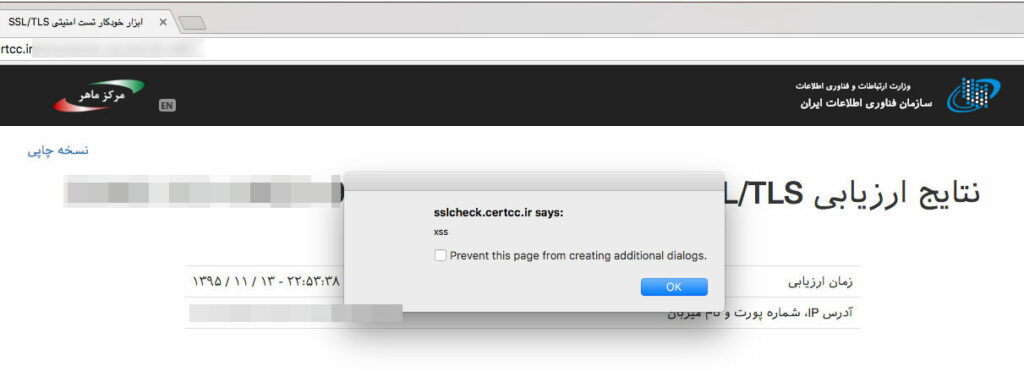 ابزار خودکار تست امنیتی SSL/TLS
rtcc.ir
وزارت ارتباطات و فناوری اطلاعات
سازمان فناوری اطلاعات ایران
مرکز ماهر
EN
نسخه چاپی
نتایج ارزیابی SL/TLS
sslcheck.certcc.ir says:
xss
Prevent this page from creating additional dialogs.
OK
زمان ارزیابی
۱۳۹۵ / ۱۱ / ۱۳ - ۲۲:۵۳:۳۸
آدرس IP، شماره پورت و نام میزبان